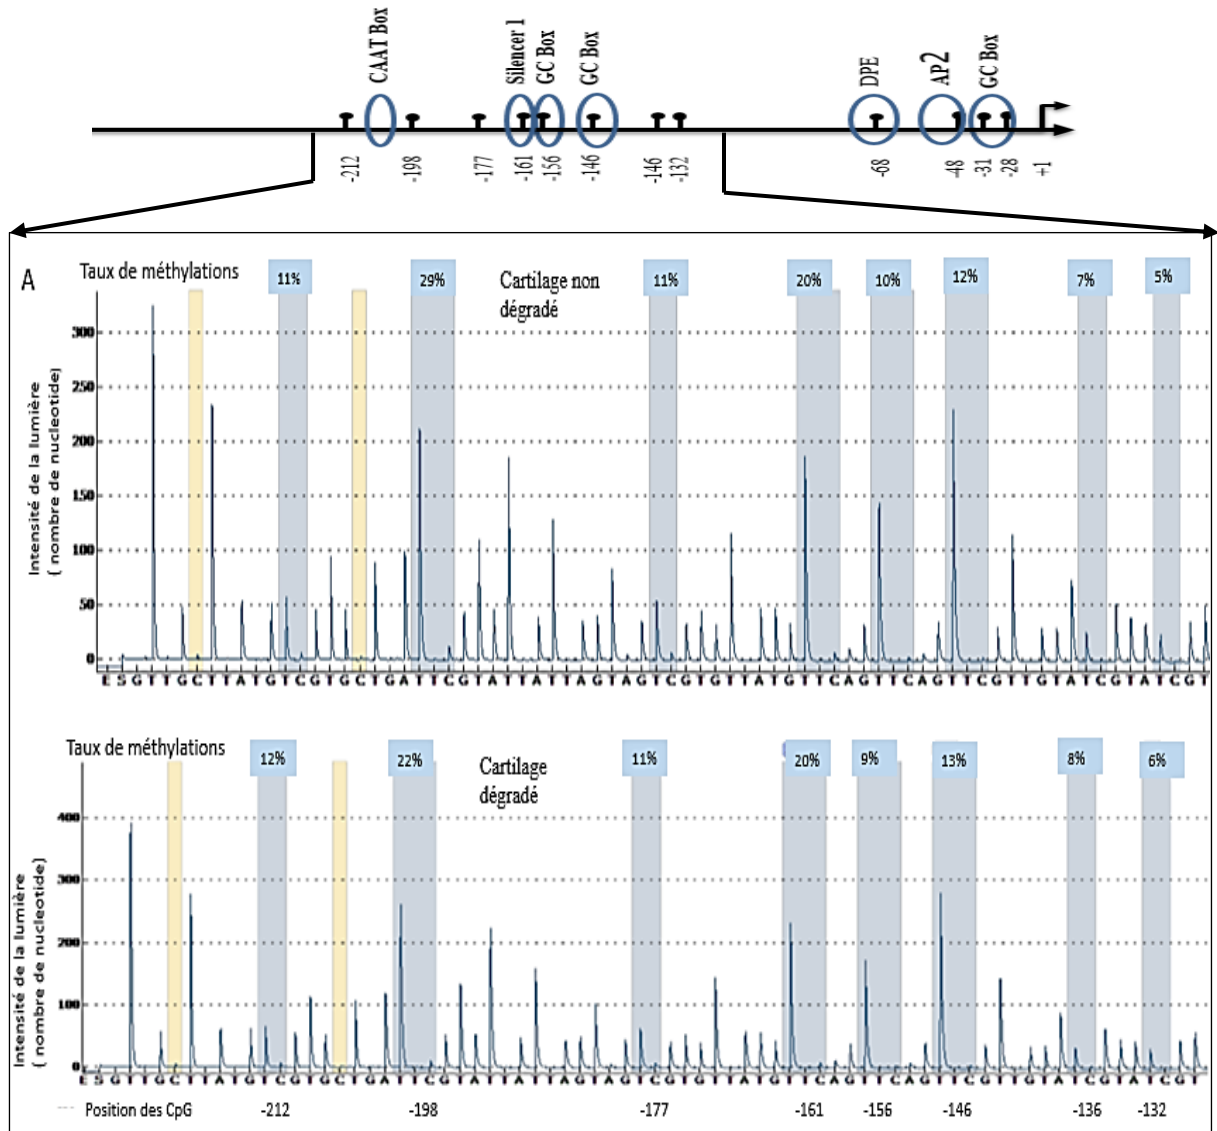 CAAT Box
Silencer 1
GC Box
GC Box
DPE
AP2
GC Box
-212
-198
-177
-161
-156
-146
-146
-132
-68
-48
-31
-28
+1
A
Taux de méthylations
11%
29%
Cartilage non
dégradé
11%
20%
10%
12%
7%
5%
Intensité de la lumière
( nombre de nucleotide)
300
250
200
150
100
50
0
E S G T T G C T T A T G T C G T G C T G A T T C G T A T T A T T A G T A G T C G T G T T A T G T T C A G T T C A G T T C G T T G T A T C G T A T C G T
Taux de méthylations
12%
22%
Cartilage
dégradé
11%
20%
9%
13%
8%
6%
Intensité de la lumière
( nombre de nucleotide)
400
300
200
100
0
E S G T T G C T T A T G T C G T G C T G A T T C G T A T T A T T A G T A G T C G T G T T A T G T T C A G T T C A G T T C G T T G T A T C G T A T C G T
Position des CpG
-212
-198
-177
-161
-156
-146
-136
-132